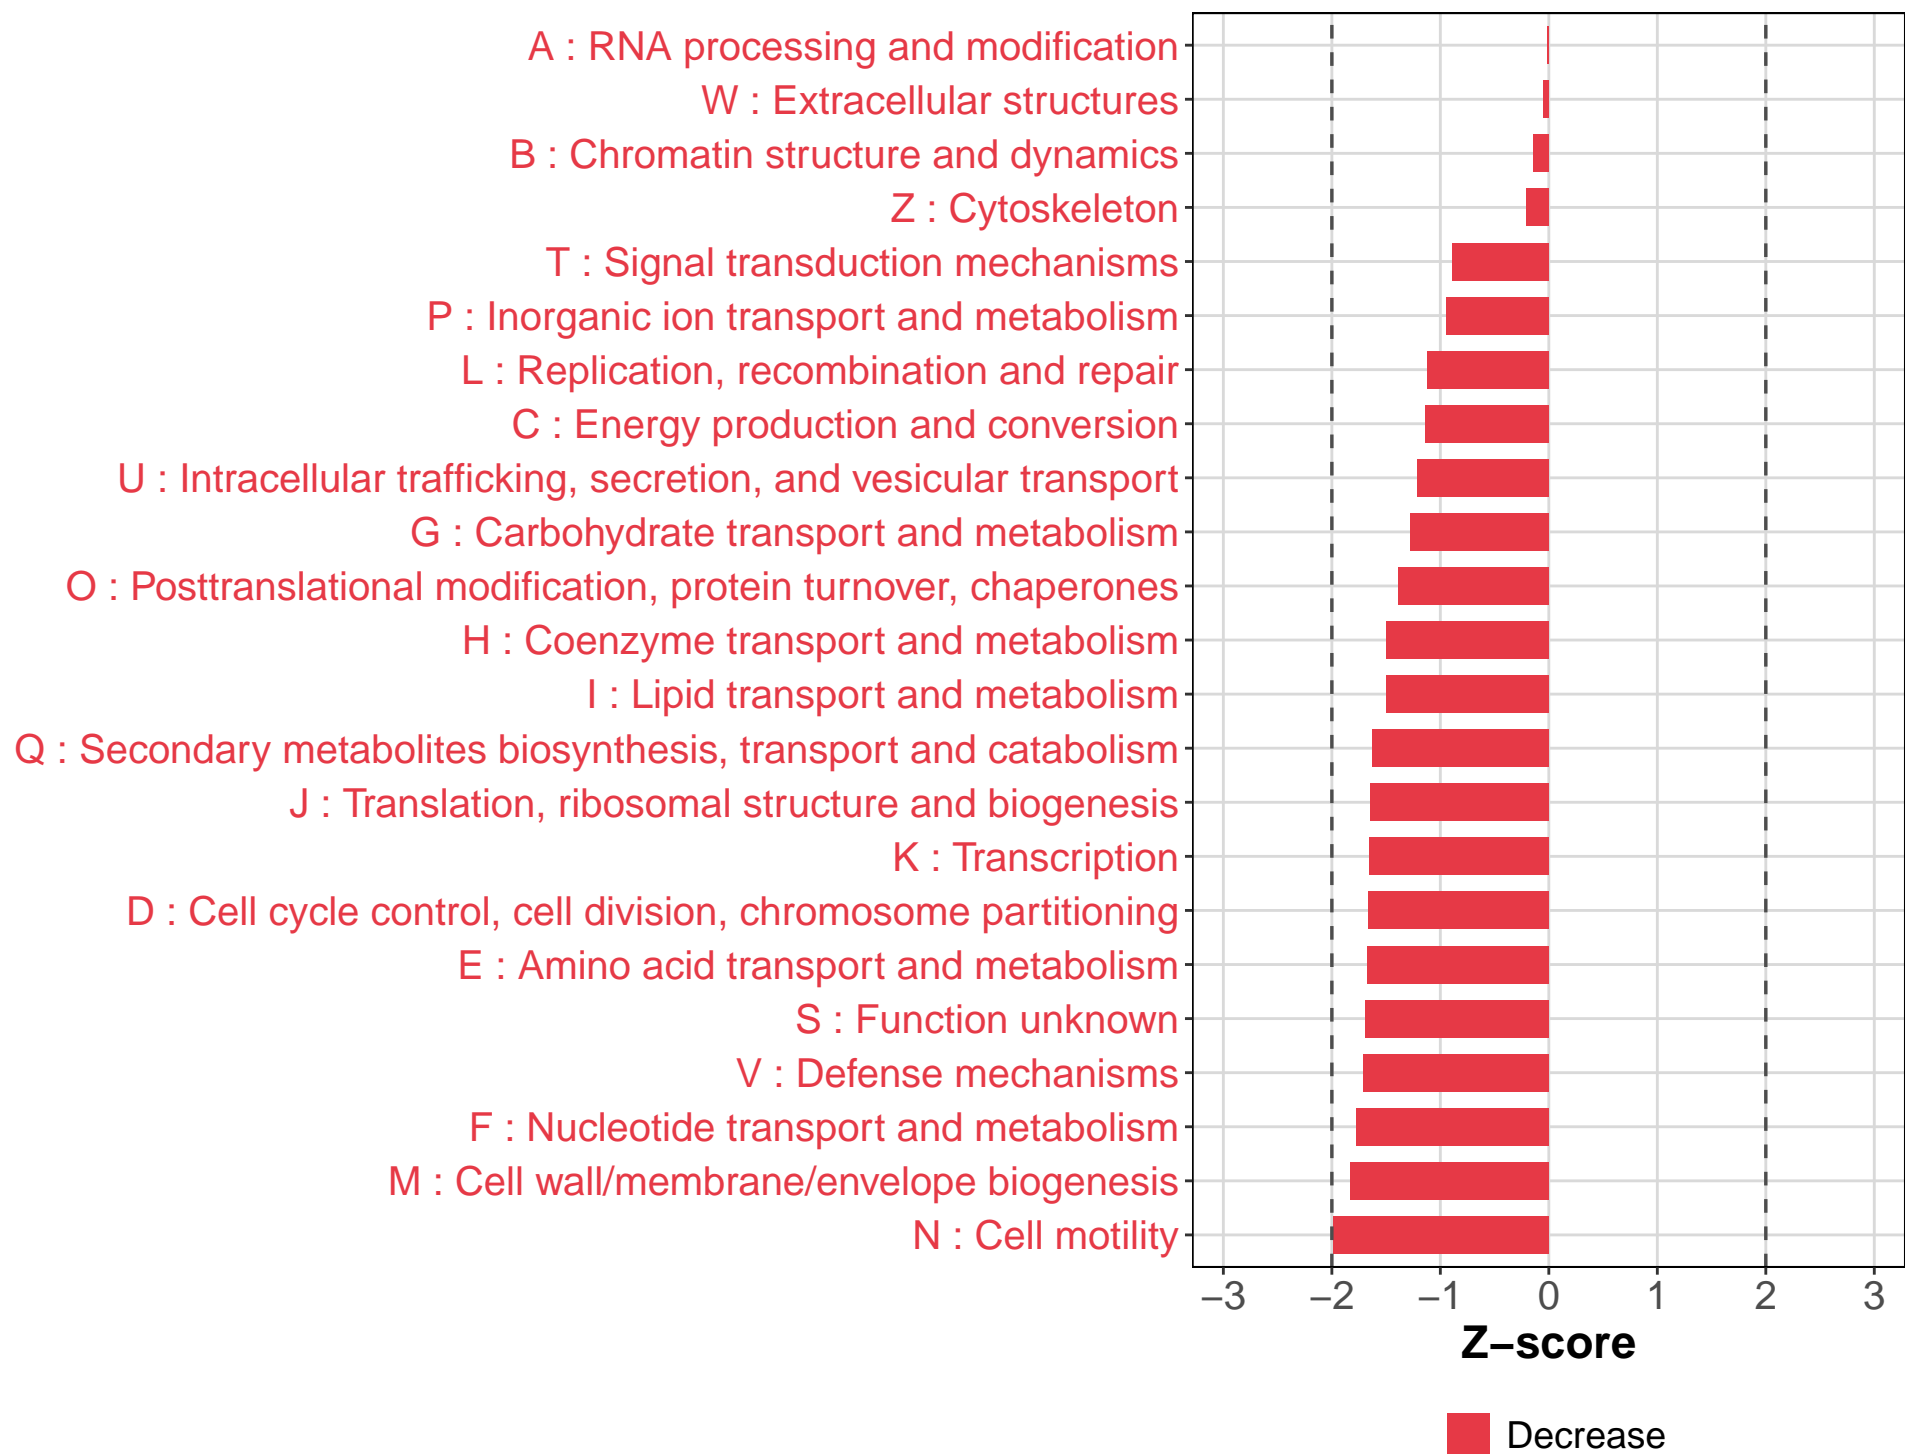 A : RNA processing and modification
W : Extracellular structures
B : Chromatin structure and dynamics
Z : Cytoskeleton
T : Signal transduction mechanisms
P : Inorganic ion transport and metabolism
L : Replication, recombination and repair
C : Energy production and conversion
U : Intracellular trafficking, secretion, and vesicular transport
G : Carbohydrate transport and metabolism
O : Posttranslational modification, protein turnover, chaperones
H : Coenzyme transport and metabolism
I : Lipid transport and metabolism
Q : Secondary metabolites biosynthesis, transport and catabolism
J : Translation, ribosomal structure and biogenesis
K : Transcription
D : Cell cycle control, cell division, chromosome partitioning
E : Amino acid transport and metabolism
S : Function unknown
V : Defense mechanisms
F : Nucleotide transport and metabolism
M : Cell wall/membrane/envelope biogenesis
N : Cell motility
−3 −2 −1 0 1 2 3
Z−score
Decrease